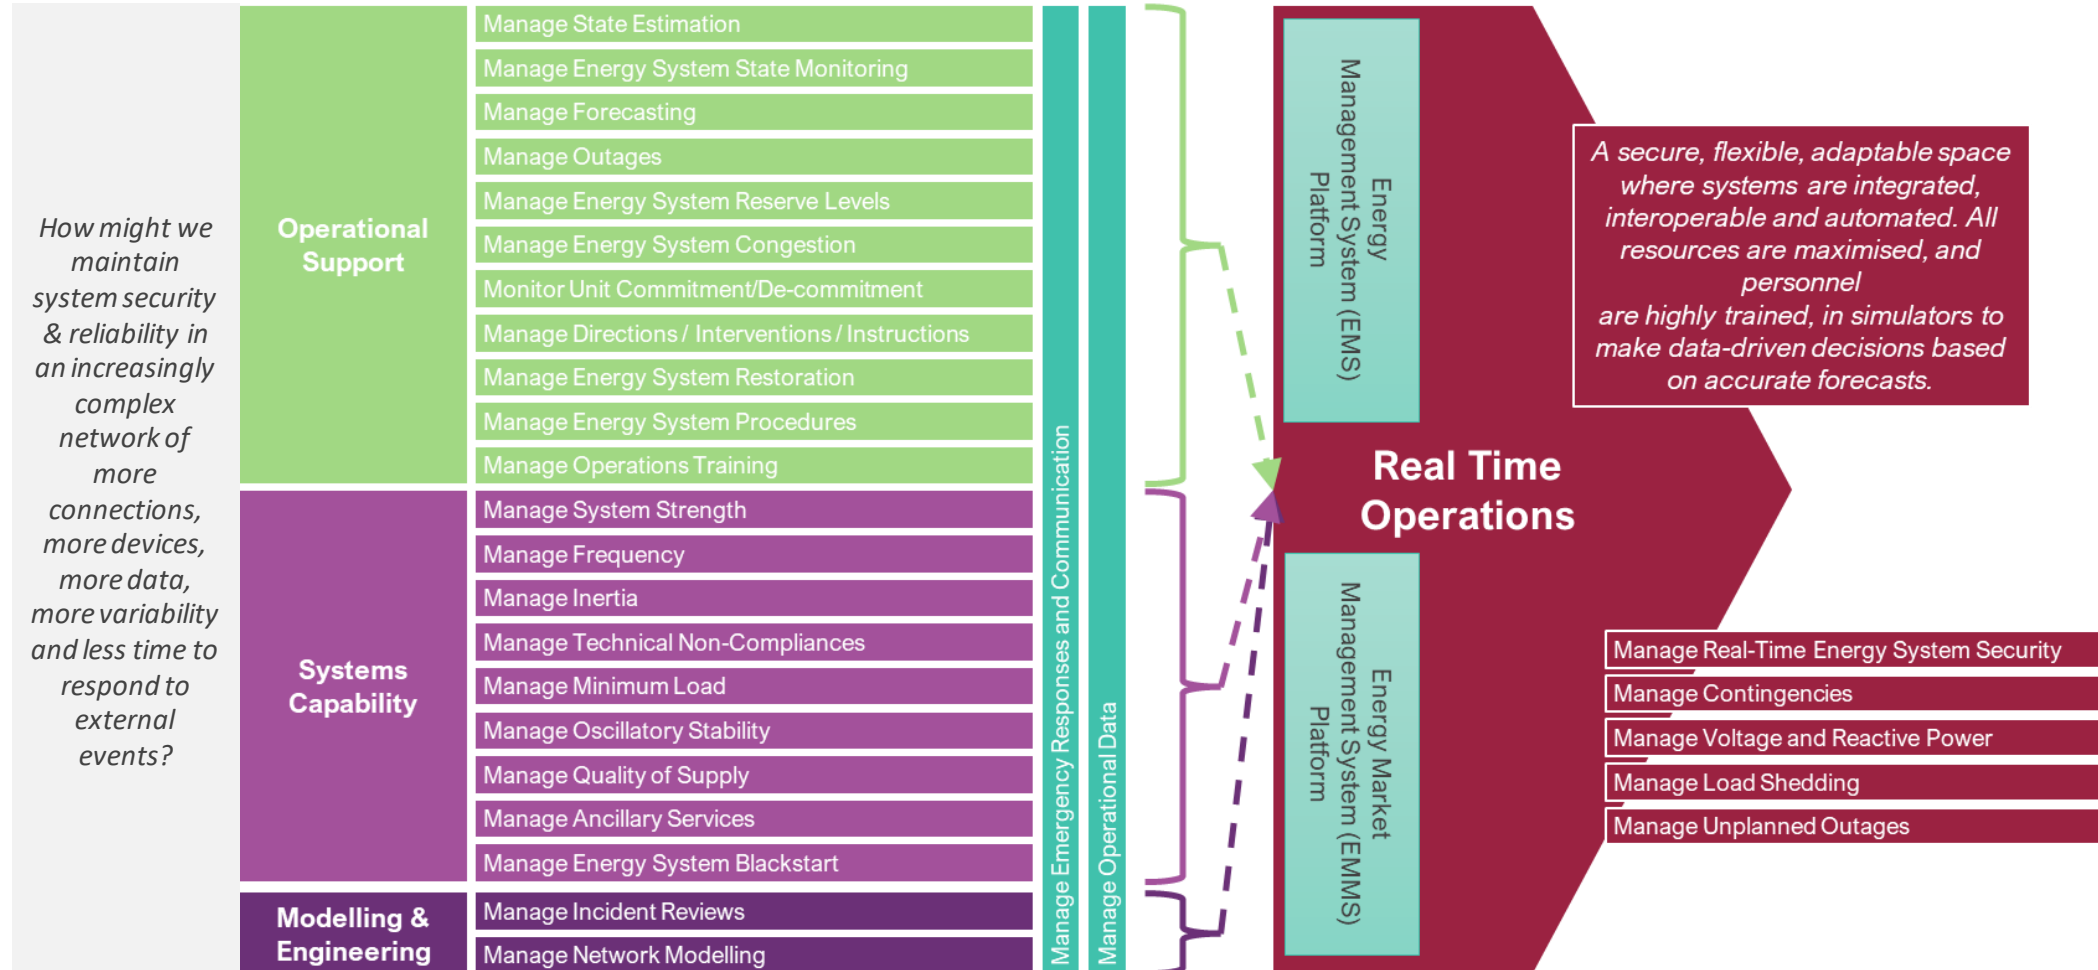 How might we
maintain
system security
& reliability in
an increasingly
complex
network of
more
connections,
more devices,
more data,
more variability
and less time to
respond to
external
events?
Operational
Support
Manage State Estimation
Manage Energy System State Monitoring
Manage Forecasting
Manage Outages
Manage Energy System Reserve Levels
Manage Energy System Congestion
Monitor Unit Commitment/De-commitment
Manage Directions / Interventions / Instructions
Manage Energy System Restoration
Manage Energy System Procedures
Manage Operations Training
Systems
Capability
Manage System Strength
Manage Frequency
Manage Inertia
Manage Technical Non-Compliances
Manage Minimum Load
Manage Oscillatory Stability
Manage Quality of Supply
Manage Ancillary Services
Manage Energy System Blackstart
Modelling &
Engineering
Manage Incident Reviews
Manage Network Modelling
Manage Emergency Responses and Communication
Manage Operational Data
Energy
Management System (EMS)
Platform
Real Time
Operations
Energy Market
Management System (EMMS)
Platform
A secure, flexible, adaptable space
where systems are integrated,
interoperable and automated. All
resources are maximised, and
personnel
are highly trained, in simulators to
make data-driven decisions based
on accurate forecasts.
Manage Real-Time Energy System Security
Manage Contingencies
Manage Voltage and Reactive Power
Manage Load Shedding
Manage Unplanned Outages